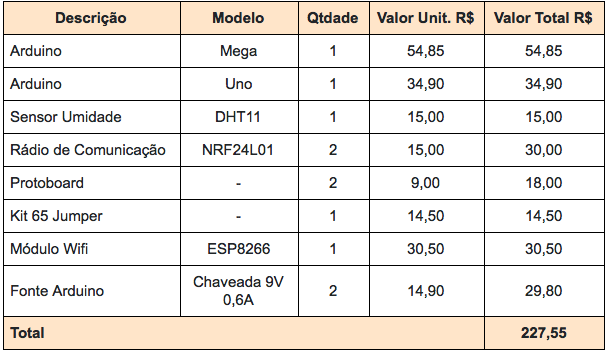 Descrição Modelo Qtdade Valor Unit. R$ Valor Total R$
Arduino Mega 1 54,85 54,85
Arduino Uno 1 34,90 34,90
Sensor Umidade DHT11 1 15,00 15,00
Rádio de Comunicação NRF24L01 2 15,00 30,00
Protoboard - 2 9,00 18,00
Kit 65 Jumper - 1 14,50 14,50
Módulo Wifi ESP8266 1 30,50 30,50
Fonte Arduino Chaveada 9V 0,6A 2 14,90 29,80
Total 227,55